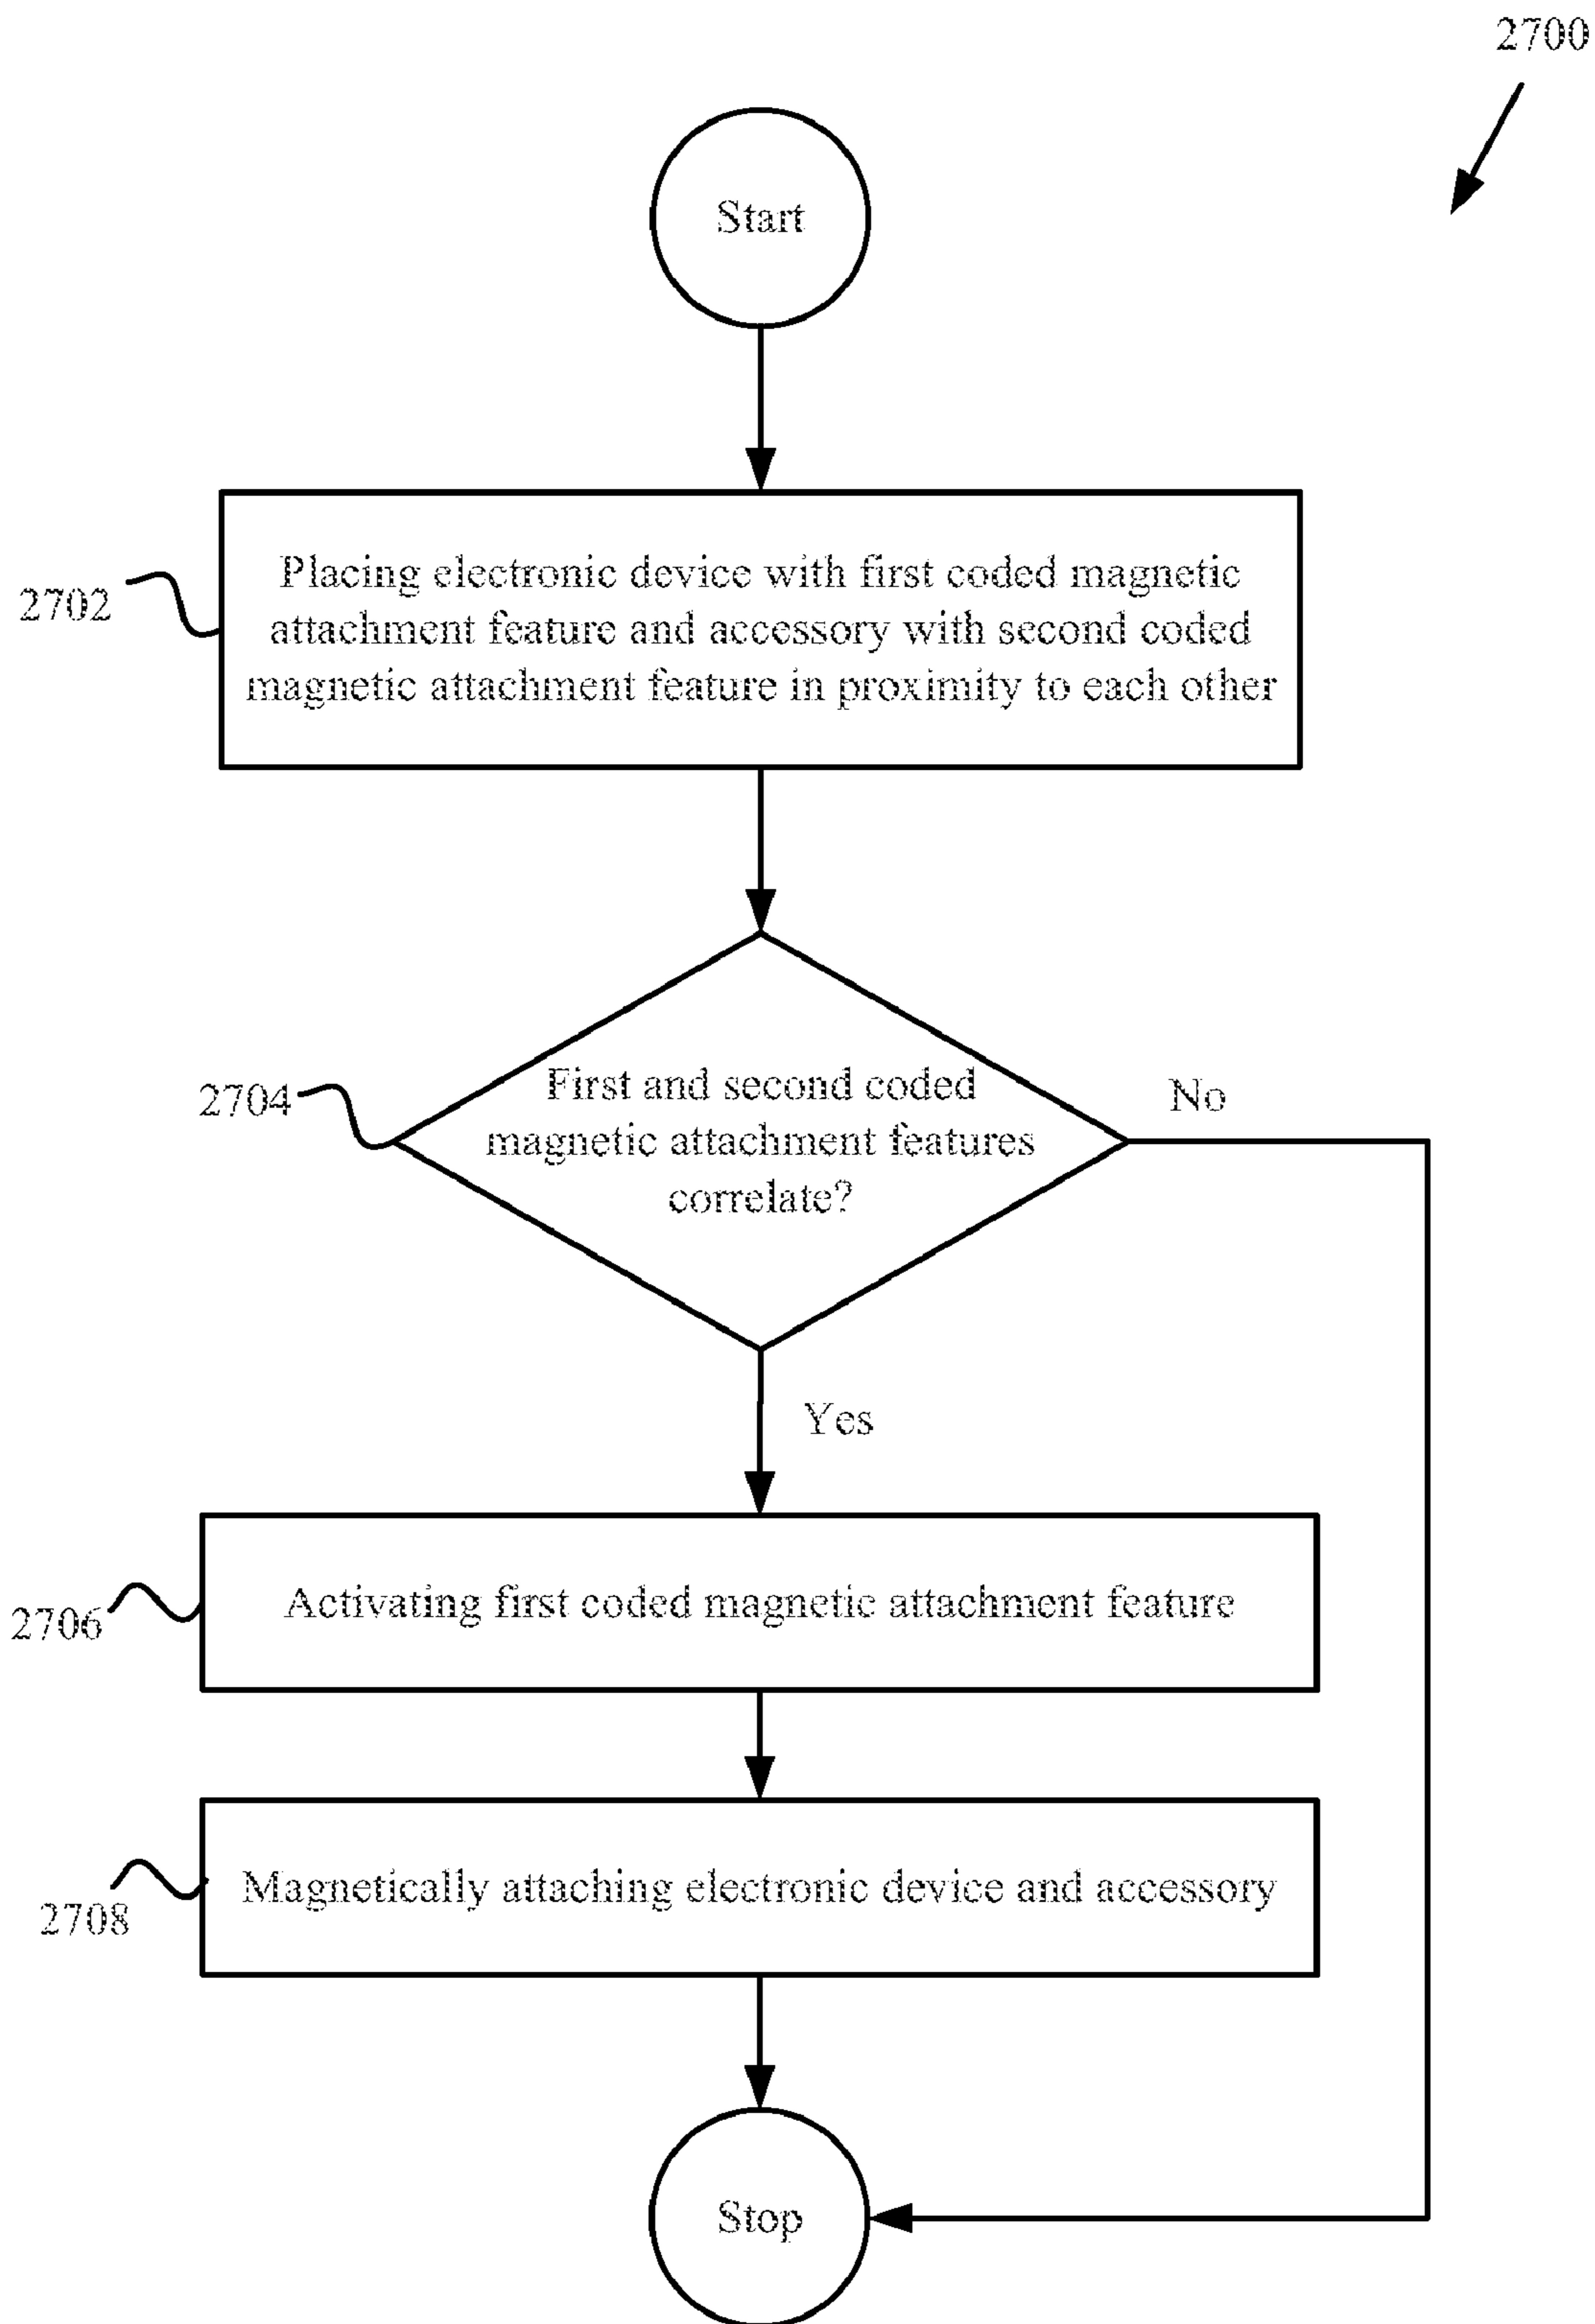 2700
Start
2702
Placing electronic device with first coded magnetic
attachment feature and accessory with second coded
magnetic attachment feature in proximity to each other
2704
First and second coded
magnetic attachment features
correlate?
No
Yes
2706
Activating first coded magnetic attachment feature
2708
Magnetically attaching electronic device and accessory
Stop